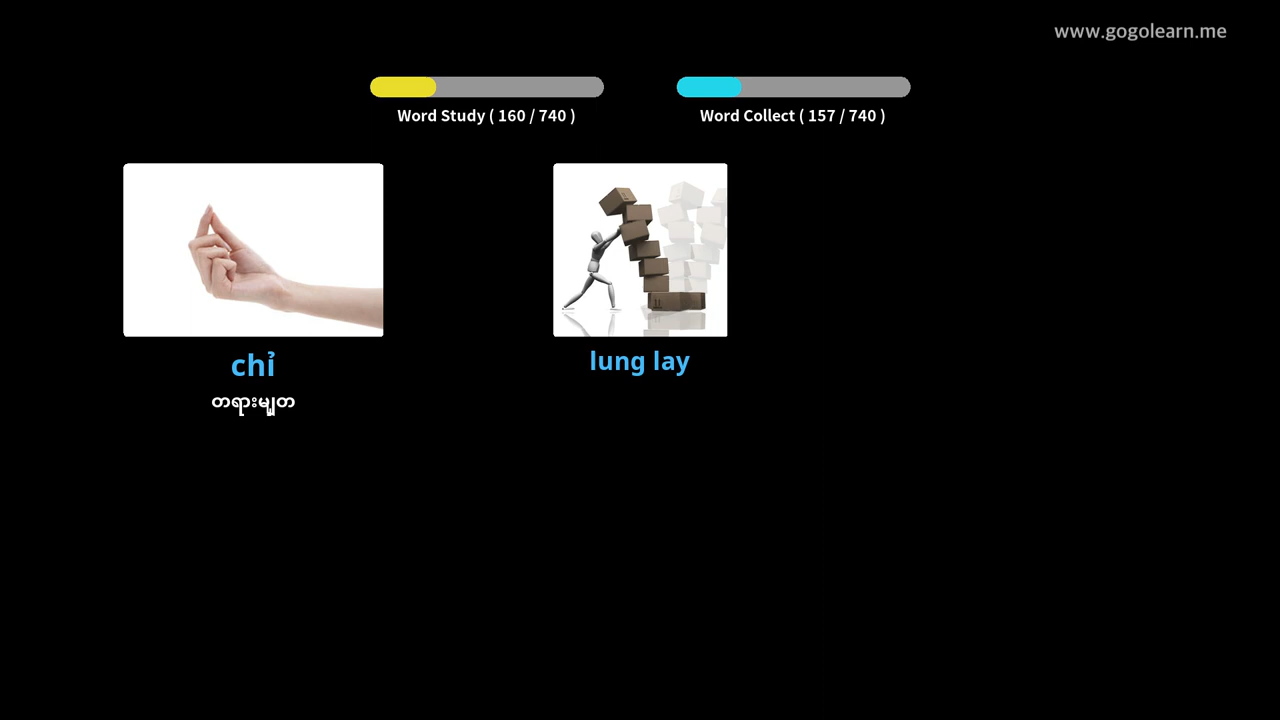 www.gogolearn.me
Word Study ( 160 / 740 )
Word Collect ( 157 / 740 )
chỉ
တရားမျှတ
lung lay